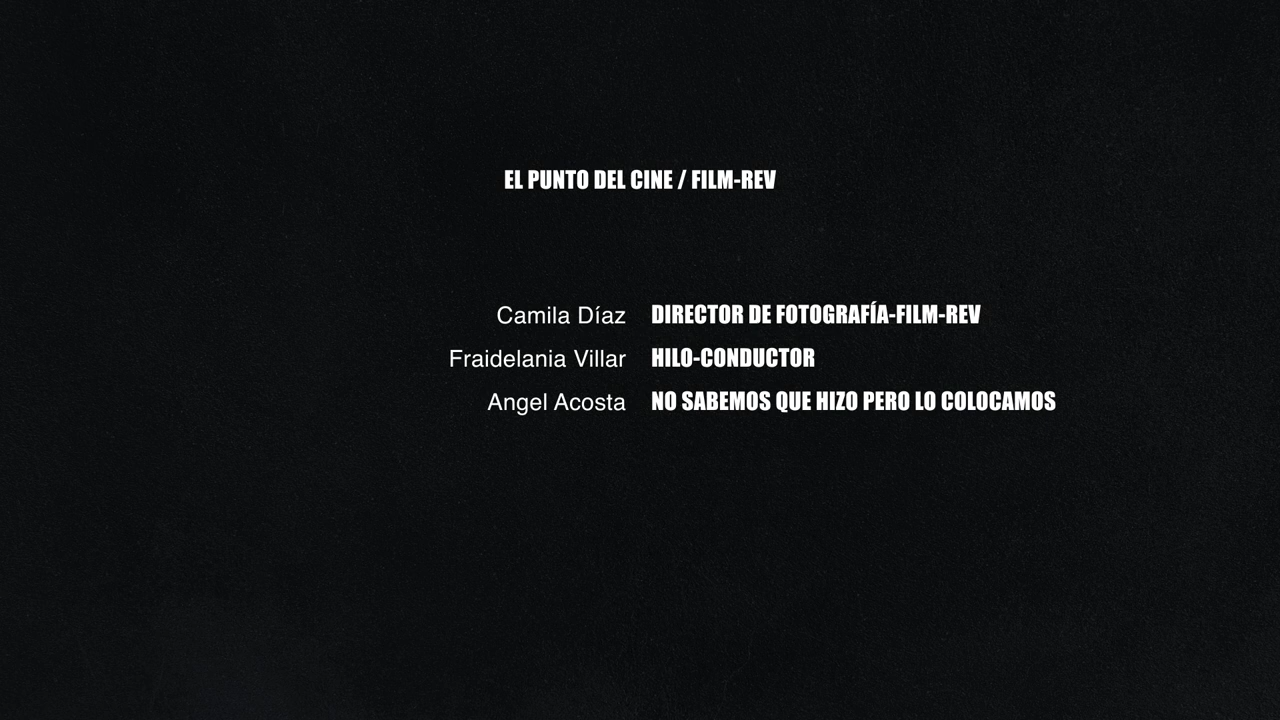 EL PUNTO DEL CINE / FILM-REV
Camila Díaz DIRECTOR DE FOTOGRAFÍA-FILM-REV
Fraidelania Villar HILO-CONDUCTOR
Angel Acosta NO SABEMOS QUE HIZO PERO LO COLOCAMOS